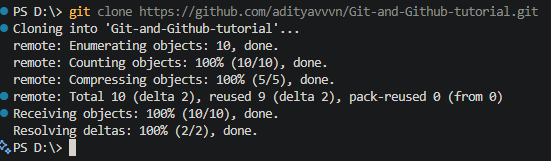 PS D:\> git clone https://github.com/adityavvvn/Git-and-Github-tutorial.git
Cloning into 'Git-and-Github-tutorial'...
remote: Enumerating objects: 10, done.
remote: Counting objects: 100% (10/10), done.
remote: Compressing objects: 100% (5/5), done.
remote: Total 10 (delta 2), reused 9 (delta 2), pack-reused 0 (from 0)
Receiving objects: 100% (10/10), done.
Resolving deltas: 100% (2/2), done.
PS D:\>